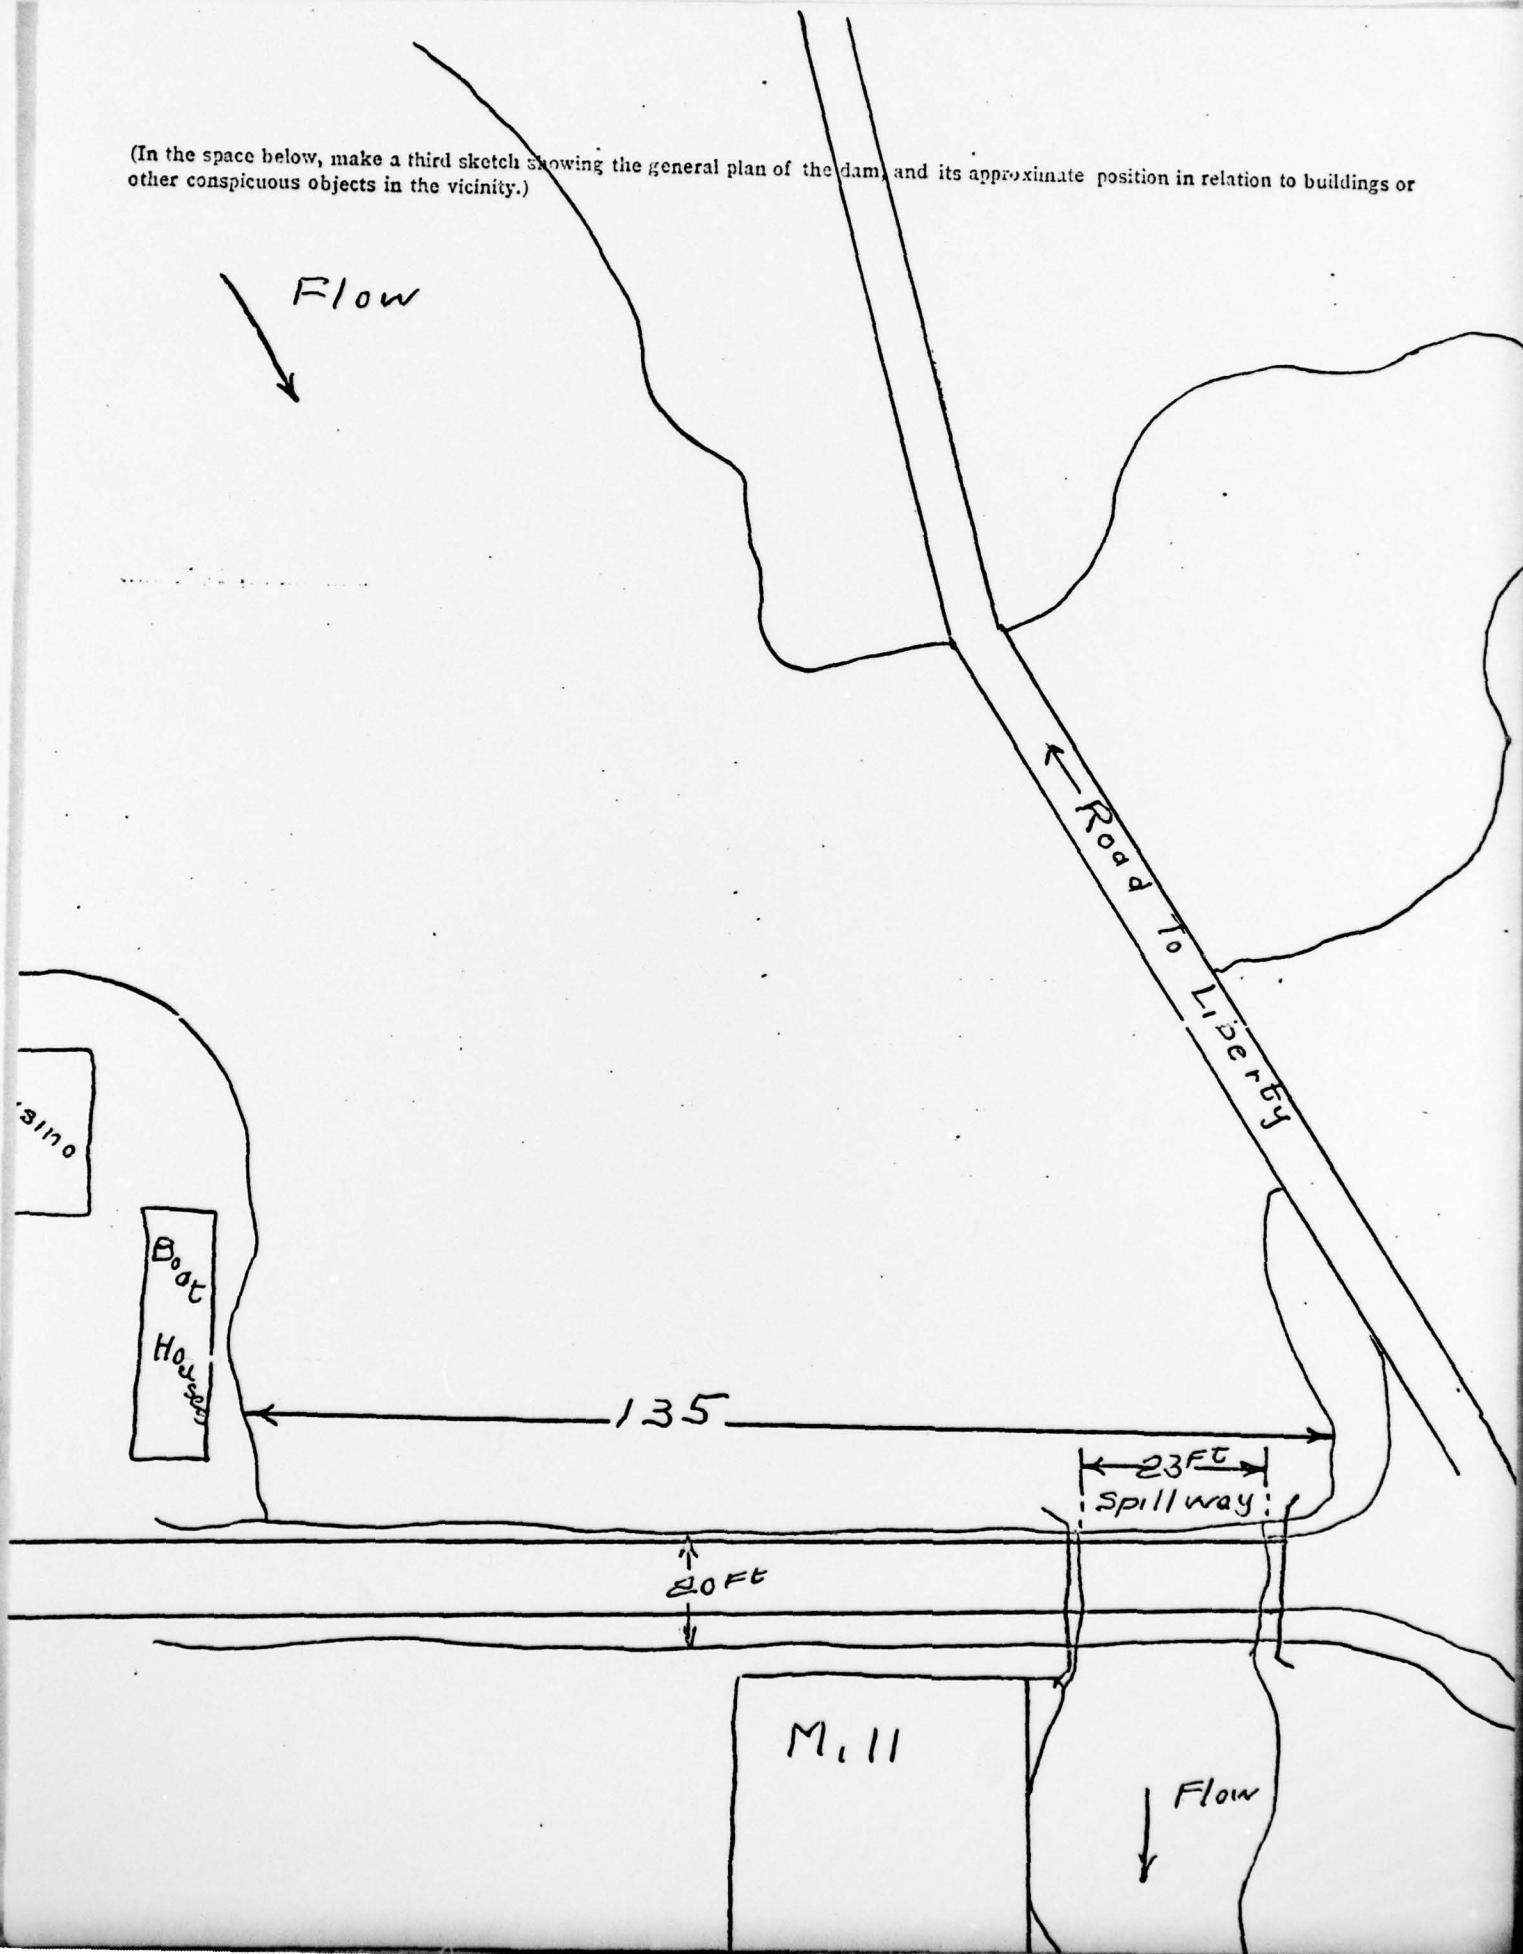 (In the space below, make a third sketch showing the general plan of the dam, and its approximate position in relation to buildings or
other conspicuous objects in the vicinity.)
Flow
Road To Liberty
sino
Boat
House
135
23Ft
Spillway
20Ft
Mill
Flow